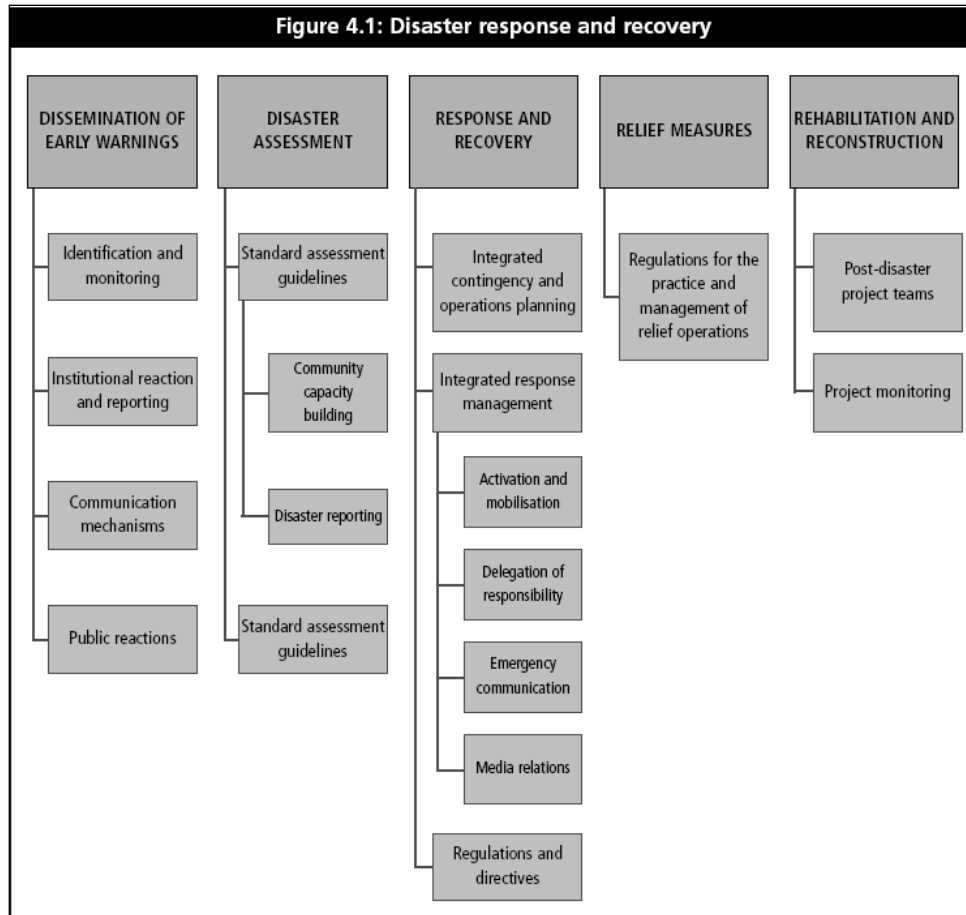 Figure 4.1: Disaster response and recovery
DISSEMINATION OF
EARLY WARNINGS
Identification and
monitoring
Institutional reaction
and reporting
Communication
mechanisms
Public reactions
DISASTER
ASSESSMENT
Standard assessment
guidelines
Community
capacity
building
Disaster reporting
Standard assessment
guidelines
RESPONSE AND
RECOVERY
Integrated
contingency and
operations planning
Integrated response
management
Activation and
mobilisation
Delegation of
responsibility
Emergency
communication
Media relations
Regulations and
directives
RELIEF MEASURES
Regulations for the
practice and
management of
relief operations
REHABILITATION AND
RECONSTRUCTION
Post-disaster
project teams
Project monitoring